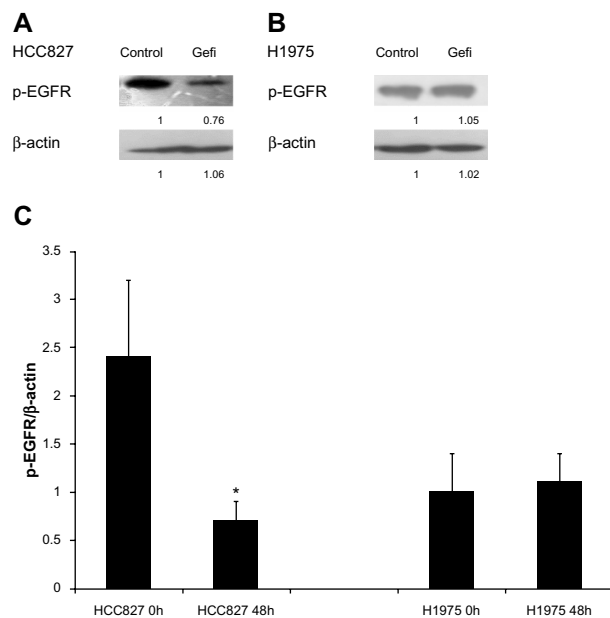 A
HCC827 Control Gefi
p-EGFR
1 0.76
β-actin
1 1.06
B
H1975 Control Gefi
p-EGFR
1 1.05
β-actin
1 1.02
C
3.5
3
2.5
2
1.5
1
0.5
0
p-EGFR/β-actin
*
HCC827 0h HCC827 48h H1975 0h H1975 48h